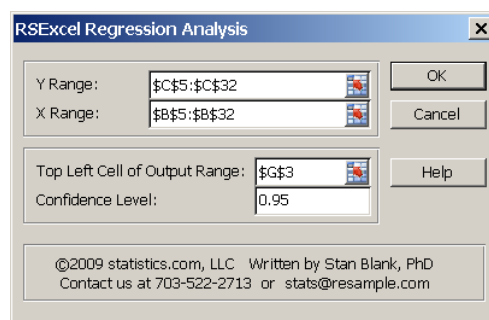 RSExcel Regression Analysis
Y Range: $C$5:$C$32
X Range: $B$5:$B$32
OK
Cancel
Top Left Cell of Output Range: $G$3
Confidence Level: 0.95
Help
©2009 statistics.com, LLC Written by Stan Blank, PhD
Contact us at 703-522-2713 or stats@resample.com